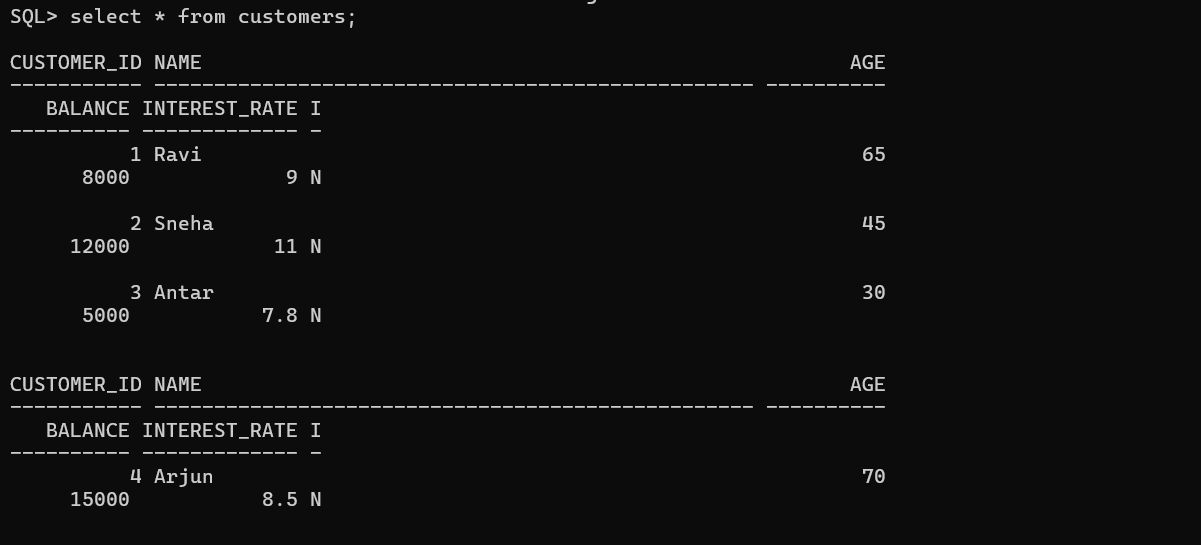 SQL> select * from customers;
CUSTOMER_ID NAME                                                      AGE
----------- -------------------------------------------------- ----------
   BALANCE INTEREST_RATE I
---------- ------------- -
          1 Ravi                                                       65
      8000             9 N
          2 Sneha                                                      45
     12000            11 N
          3 Antar                                                      30
      5000           7.8 N
CUSTOMER_ID NAME                                                      AGE
----------- -------------------------------------------------- ----------
   BALANCE INTEREST_RATE I
---------- ------------- -
          4 Arjun                                                      70
     15000           8.5 N